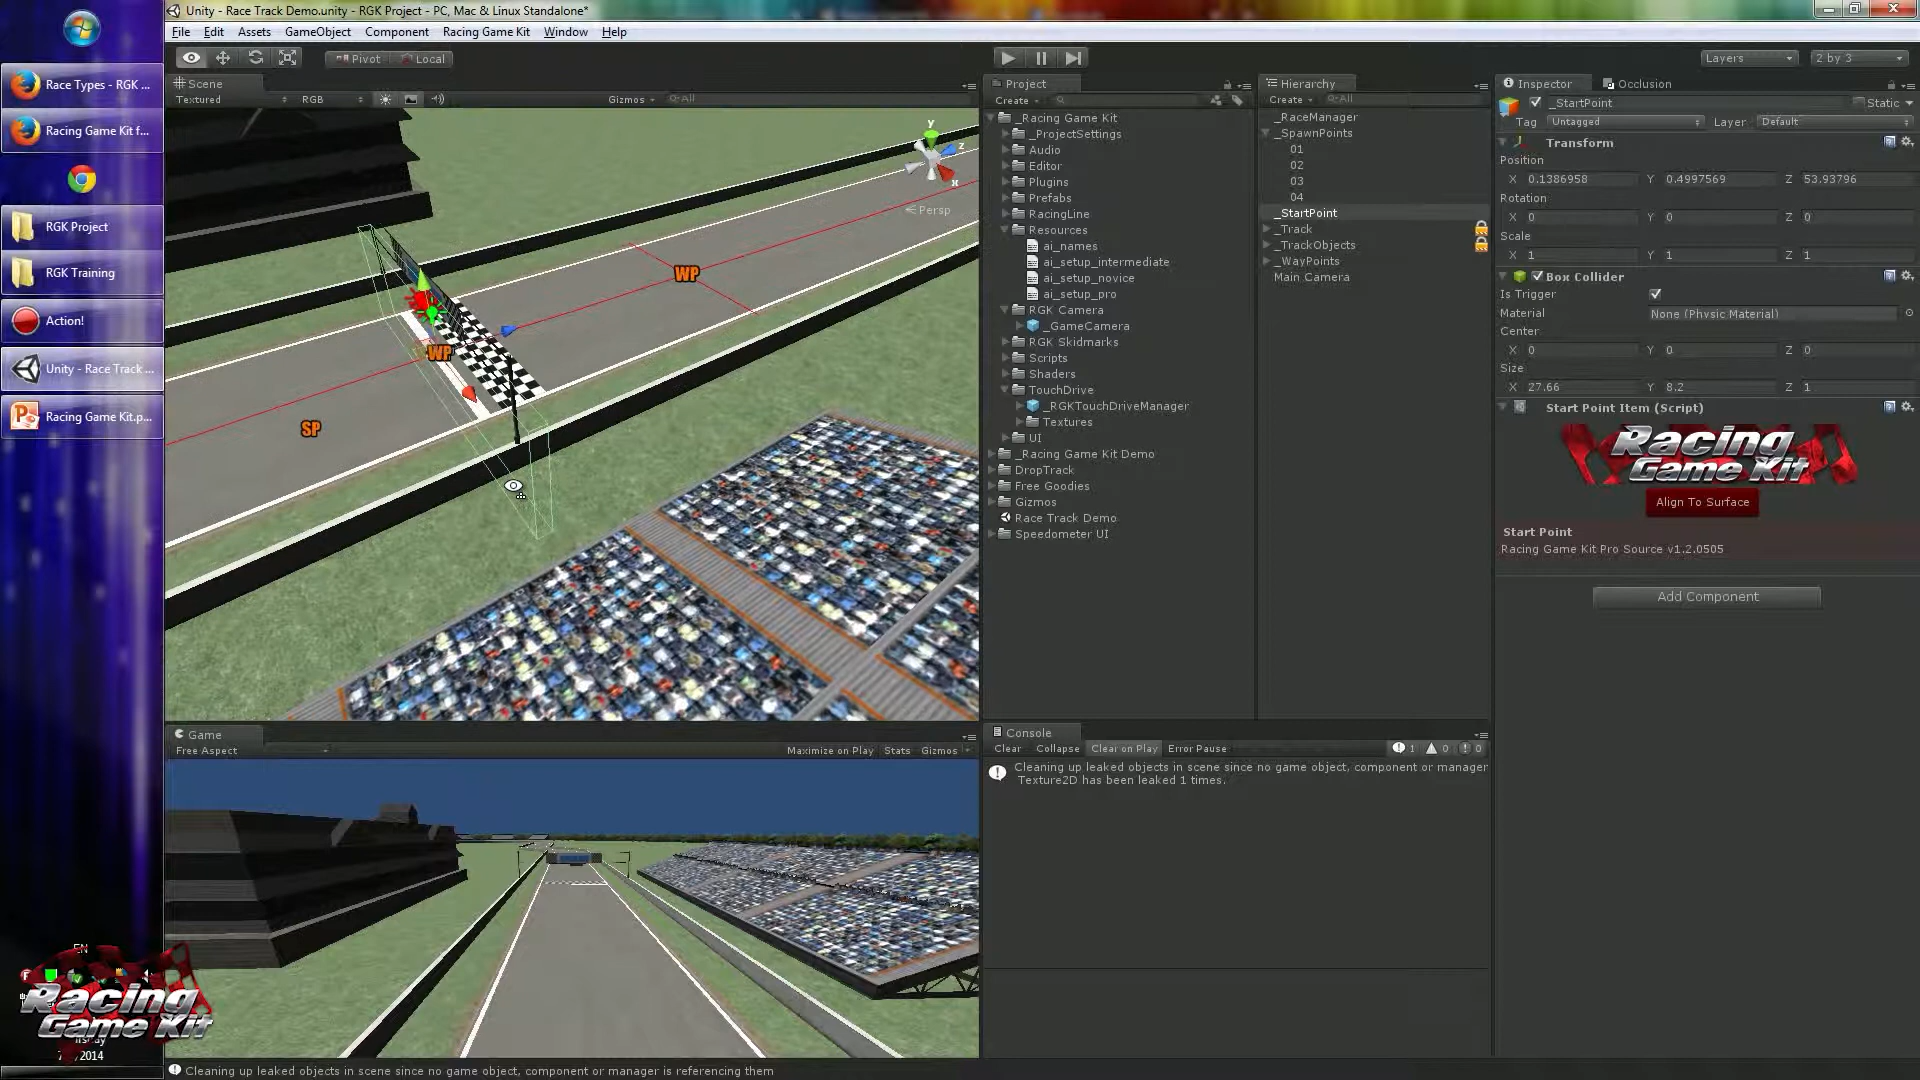 Unity - Race Track Demo.unity - RGK Project - PC, Mac & Linux Standalone*
File Edit Assets GameObject Component Racing Game Kit Window Help
Pivot Local
Layers 2 by 3
Race Types - RGK ...
Racing Game Kit f...
RGK Project
RGK Training
Action!
Unity - Race Track ...
Racing Game Kit.p...
EN
Racing
Game Kit
2014
Scene
Textured RGB Gizmos All
y
z
x
Persp
WP
WP
SP
Game
Free Aspect Maximize on Play Stats Gizmos
Project
Create
_Racing Game Kit
_ProjectSettings
Audio
Editor
Plugins
Prefabs
RacingLine
Resources
ai_names
ai_setup_intermediate
ai_setup_novice
ai_setup_pro
RGK Camera
_GameCamera
RGK Skidmarks
Scripts
Shaders
TouchDrive
_RGKTouchDriveManager
Textures
UI
_Racing Game Kit Demo
DropTrack
Free Goodies
Gizmos
Race Track Demo
Speedometer UI
Hierarchy
Create All
_RaceManager
_SpawnPoints
01
02
03
04
_StartPoint
_Track
_TrackObjects
_WayPoints
Main Camera
Console
Clear Collapse Clear on Play Error Pause 1 0 0
Cleaning up leaked objects in scene since no game object, component or manager
Texture2D has been leaked 1 times.
Inspector Occlusion
_StartPoint Static
Tag Untagged Layer Default
Transform
Position
X 0.1386958 Y 0.4997569 Z 53.93796
Rotation
X 0 Y 0 Z 0
Scale
X 1 Y 1 Z 1
Box Collider
Is Trigger
Material None (Physic Material)
Center
X 0 Y 0 Z 0
Size
X 27.66 Y 8.2 Z 1
Start Point Item (Script)
Racing
Game Kit
Align To Surface
Start Point
Racing Game Kit Pro Source v1.2.0505
Add Component
Cleaning up leaked objects in scene since no game object, component or manager is referencing them